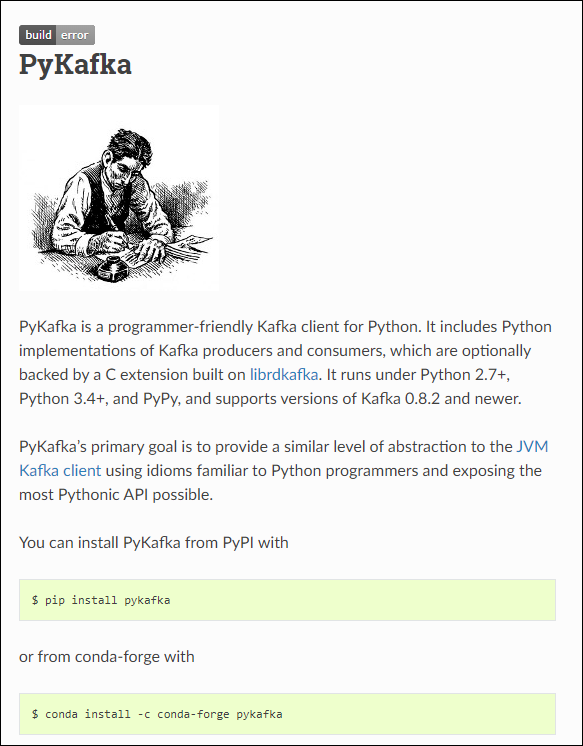 build error
PyKafka
PyKafka is a programmer-friendly Kafka client for Python. It includes Python
implementations of Kafka producers and consumers, which are optionally
backed by a C extension built on librdkafka. It runs under Python 2.7+,
Python 3.4+, and PyPy, and supports versions of Kafka 0.8.2 and newer.
PyKafka’s primary goal is to provide a similar level of abstraction to the JVM
Kafka client using idioms familiar to Python programmers and exposing the
most Pythonic API possible.
You can install PyKafka from PyPI with
$ pip install pykafka
or from conda-forge with
$ conda install -c conda-forge pykafka